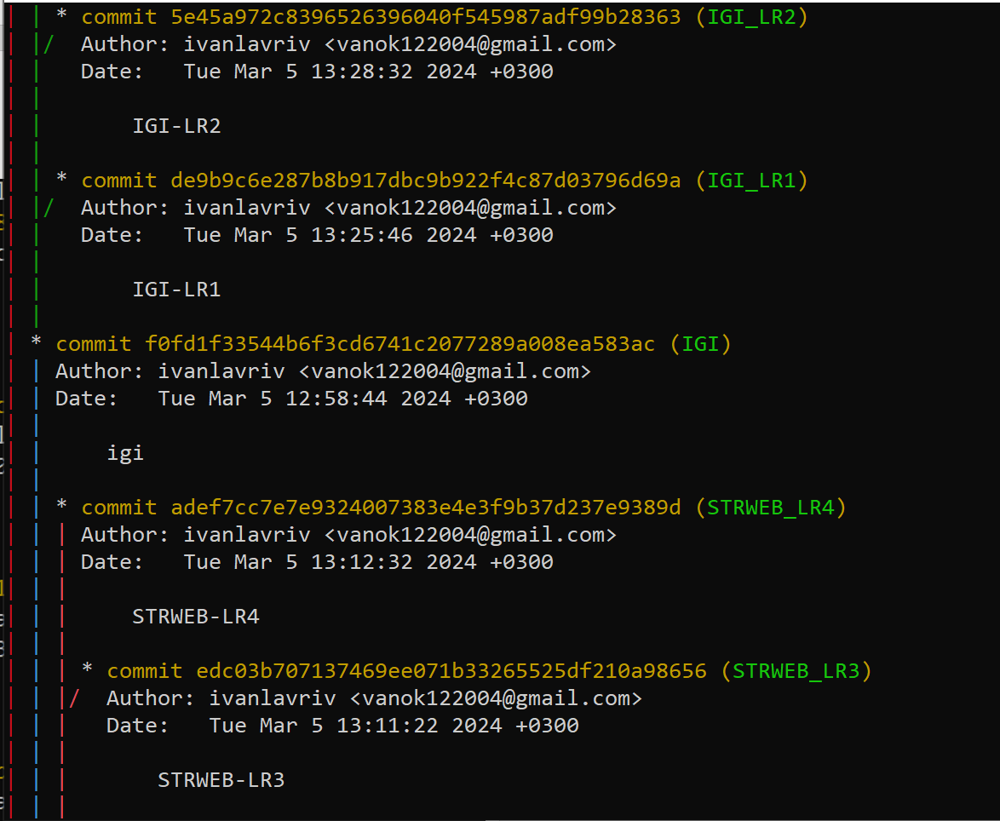 * commit 5e45a972c8396526396040f545987adf99b28363 (IGI_LR2)
Author: ivanlavriv <vanok122004@gmail.com>
Date: Tue Mar 5 13:28:32 2024 +0300
IGI-LR2
* commit de9b9c6e287b8b917dbc9b922f4c87d03796d69a (IGI_LR1)
Author: ivanlavriv <vanok122004@gmail.com>
Date: Tue Mar 5 13:25:46 2024 +0300
IGI-LR1
* commit f0fd1f33544b6f3cd6741c2077289a008ea583ac (IGI)
Author: ivanlavriv <vanok122004@gmail.com>
Date: Tue Mar 5 12:58:44 2024 +0300
igi
* commit adef7cc7e7e9324007383e4e3f9b37d237e9389d (STRWEB_LR4)
Author: ivanlavriv <vanok122004@gmail.com>
Date: Tue Mar 5 13:12:32 2024 +0300
STRWEB-LR4
* commit edc03b707137469ee071b33265525df210a98656 (STRWEB_LR3)
Author: ivanlavriv <vanok122004@gmail.com>
Date: Tue Mar 5 13:11:22 2024 +0300
STRWEB-LR3